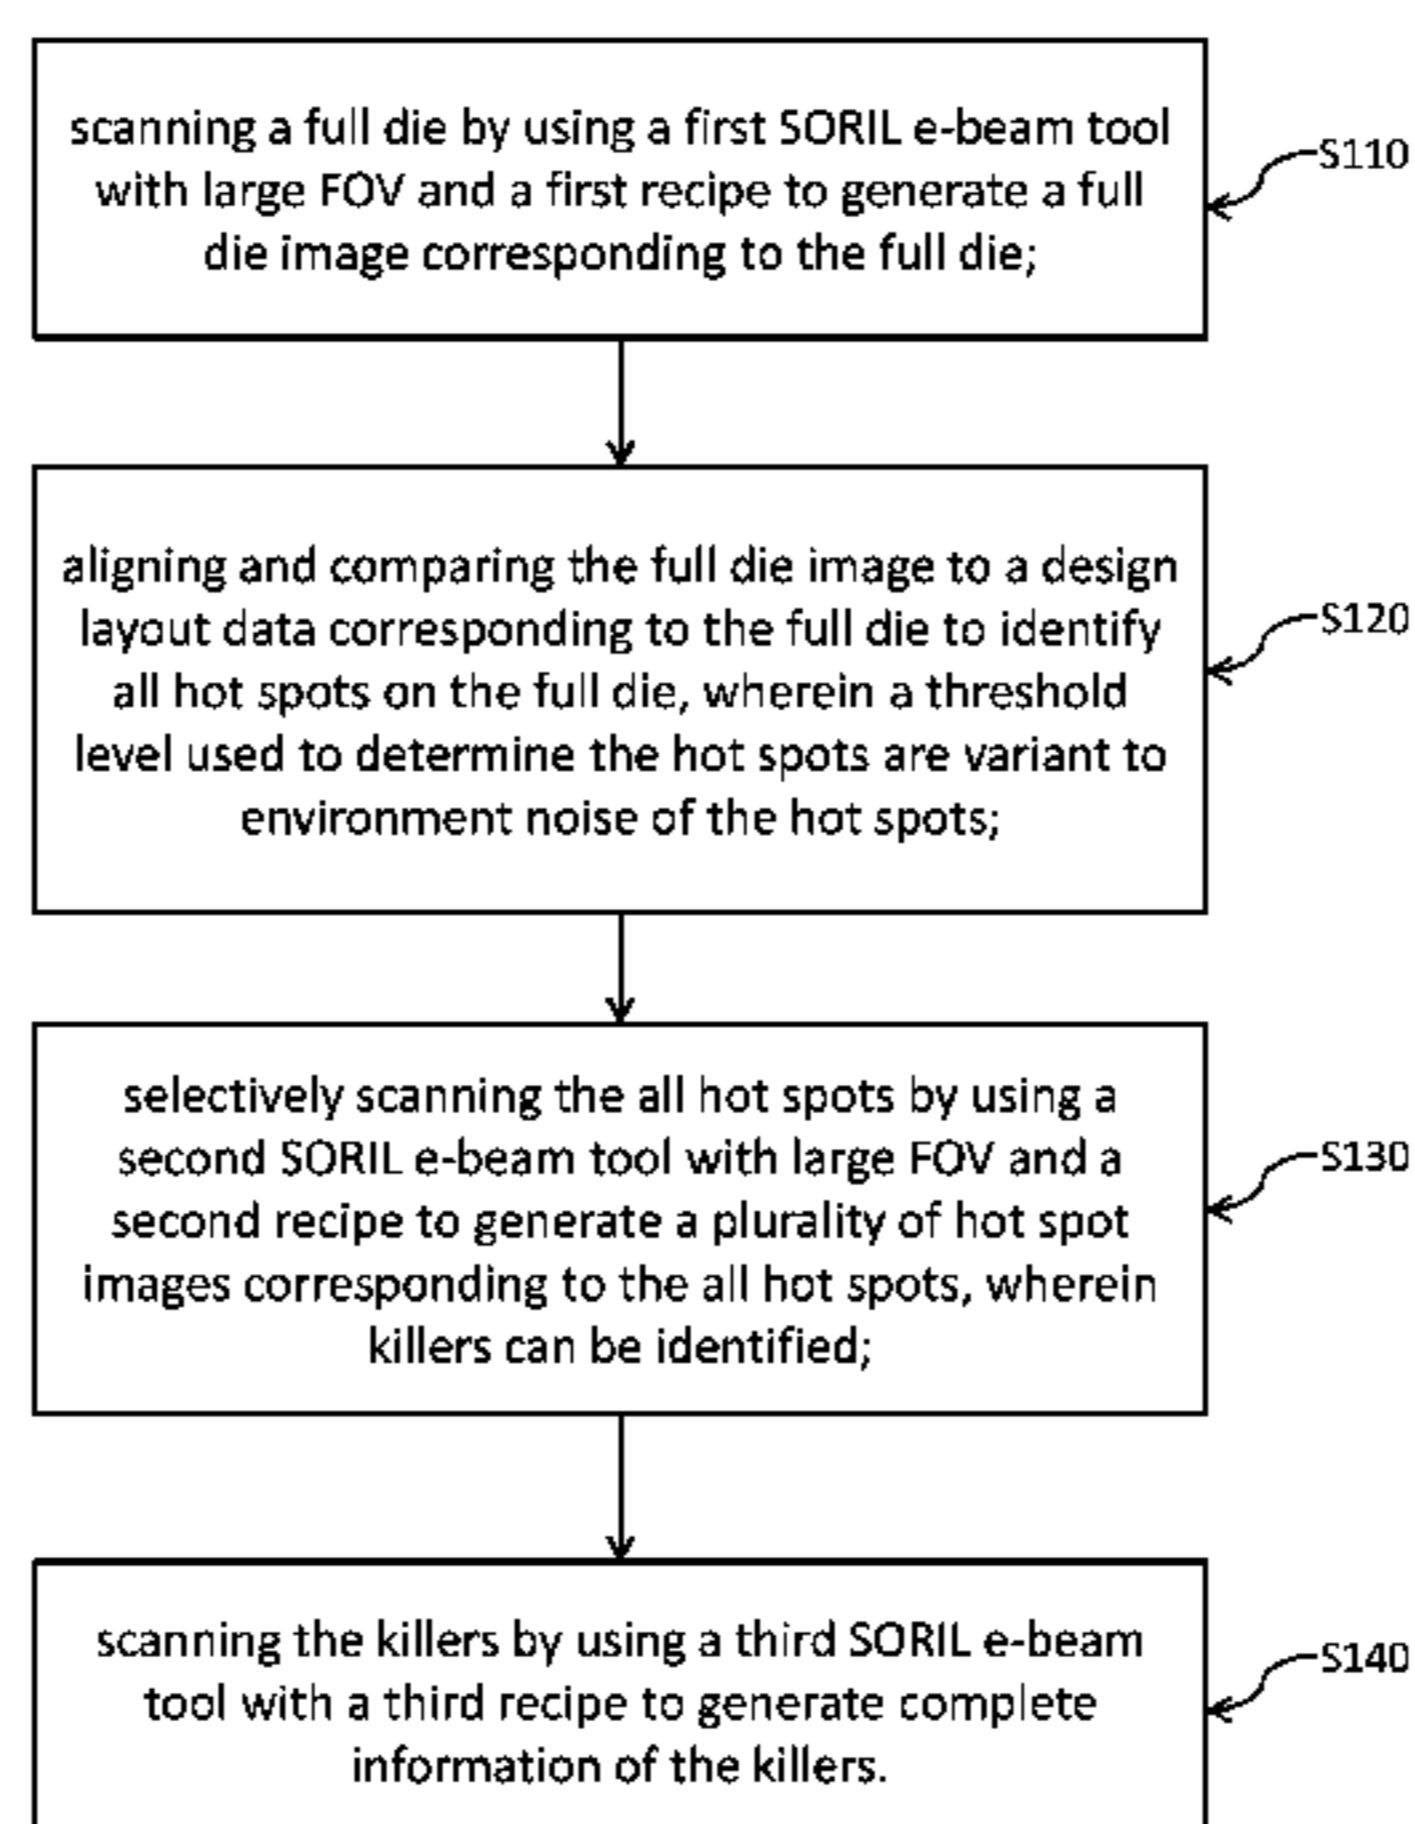 scanning a full die by using a first SORIL e-beam tool
with large FOV and a first recipe to generate a full
die image corresponding to the full die;
S110
aligning and comparing the full die image to a design
layout data corresponding to the full die to identify
all hot spots on the full die, wherein a threshold
level used to determine the hot spots are variant to
environment noise of the hot spots;
S120
selectively scanning the all hot spots by using a
second SORIL e-beam tool with large FOV and a
second recipe to generate a plurality of hot spot
images corresponding to the all hot spots, wherein
killers can be identified;
S130
scanning the killers by using a third SORIL e-beam
tool with a third recipe to generate complete
information of the killers.
S140